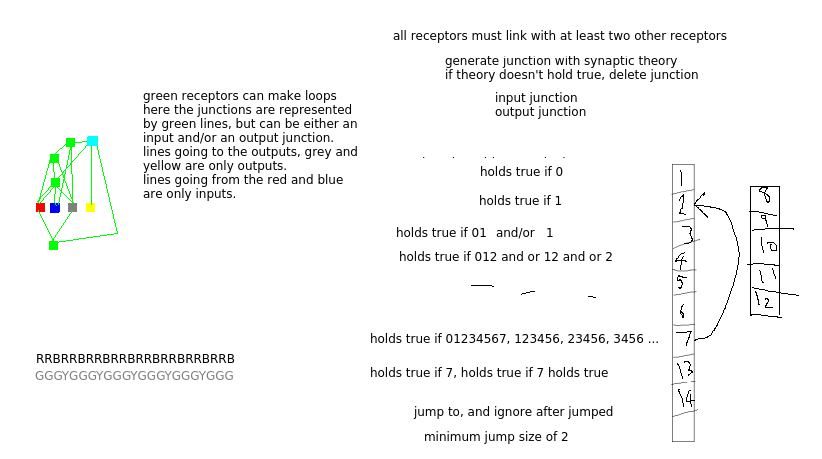 all receptors must link with at least two other receptors
generate junction with synaptic theory
if theory doesn't hold true, delete junction
input junction
output junction
green receptors can make loops
here the junctions are represented
by green lines, but can be either an
input and/or an output junction.
lines going to the outputs, grey and
yellow are only outputs.
lines going from the red and blue
are only inputs.
holds true if 0
holds true if 1
holds true if 01 and/or 1
holds true if 012 and or 12 and or 2
holds true if 01234567, 123456, 23456, 3456 ...
holds true if 7, holds true if 7 holds true
jump to, and ignore after jumped
minimum jump size of 2
RRBRRBRRBRRBRRBRRBRRBRRB
GGGYGGGYGGGYGGGYGGGYGGG
1
2
3
4
5
6
7
13
14
8
9
10
11
12